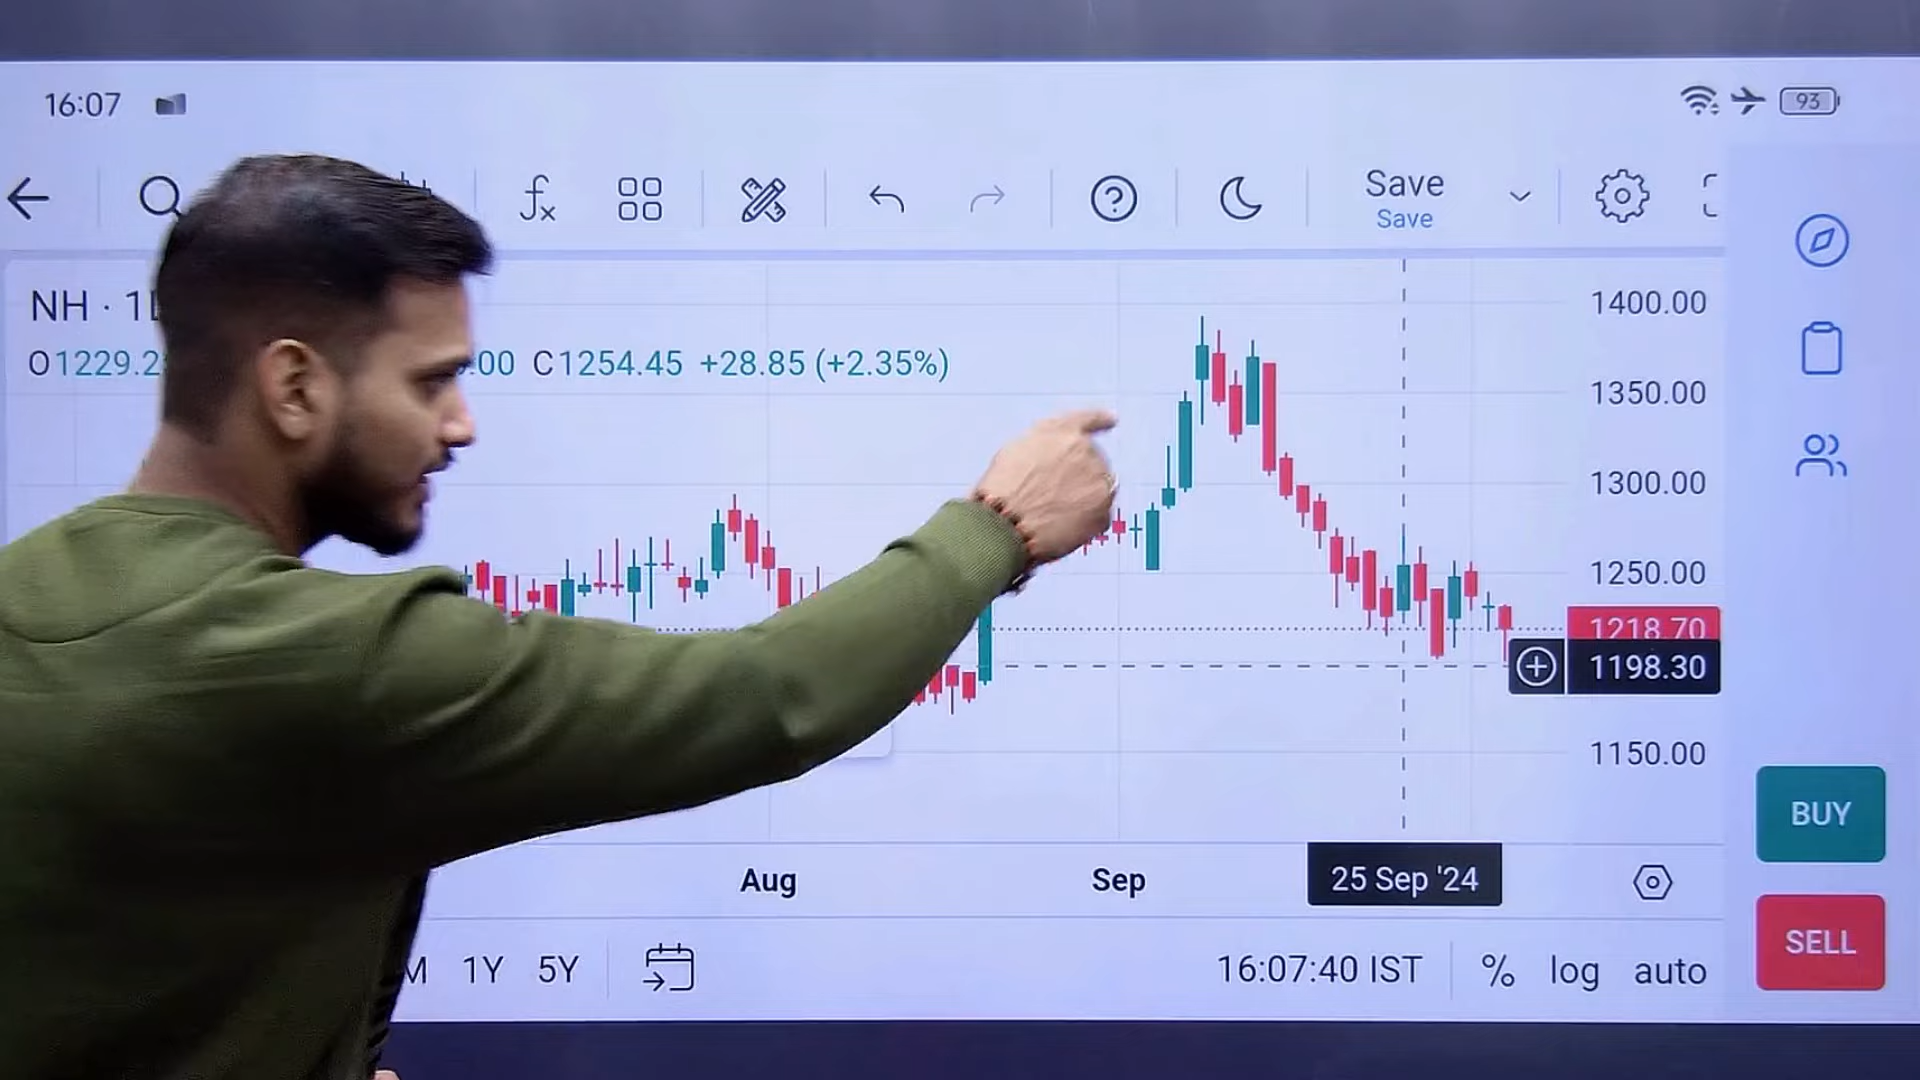 16:07
93
fx
Save
Save
NH · 1
O1229.2 .00 C1254.45 +28.85 (+2.35%)
1400.00
1350.00
1300.00
1250.00
1218.70
1198.30
1150.00
BUY
SELL
Aug Sep 25 Sep '24
M 1Y 5Y 16:07:40 IST % log auto